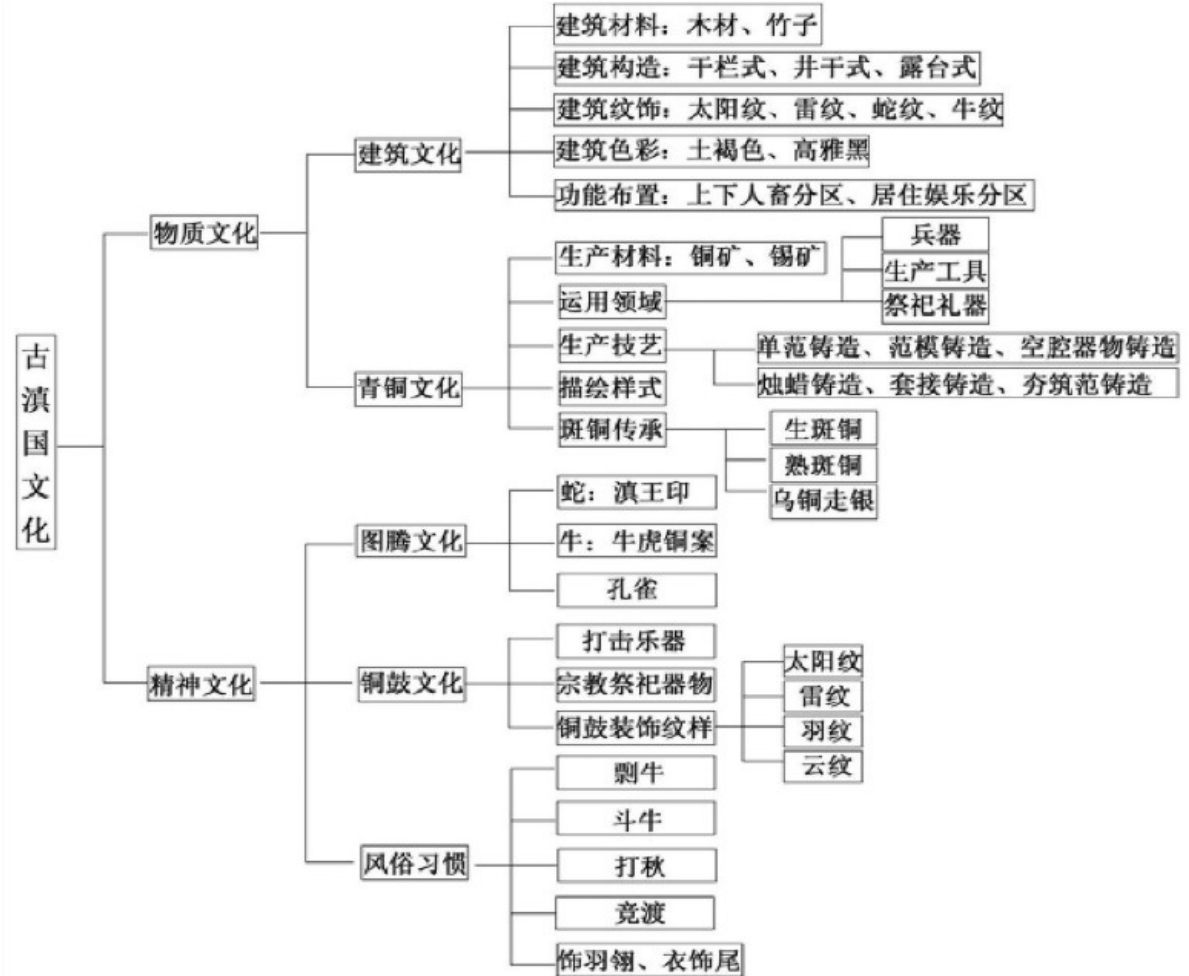 古滇国文化
物质文化
建筑文化
建筑材料：木材、竹子
建筑构造：干栏式、井干式、露台式
建筑纹饰：太阳纹、雷纹、蛇纹、牛纹
建筑色彩：土褐色、高雅黑
功能布置：上下人畜分区、居住娱乐分区
青铜文化
生产材料：铜矿、锡矿
运用领域
兵器
生产工具
祭祀礼器
生产技艺
单范铸造、范模铸造、空腔器物铸造
烛蜡铸造、套接铸造、夯筑范铸造
描绘样式
斑铜传承
生斑铜
熟斑铜
乌铜走银
精神文化
图腾文化
蛇：滇王印
牛：牛虎铜案
孔雀
铜鼓文化
打击乐器
宗教祭祀器物
铜鼓装饰纹样
太阳纹
雷纹
羽纹
云纹
风俗习惯
剽牛
斗牛
打秋
竞渡
饰羽翎、衣饰尾